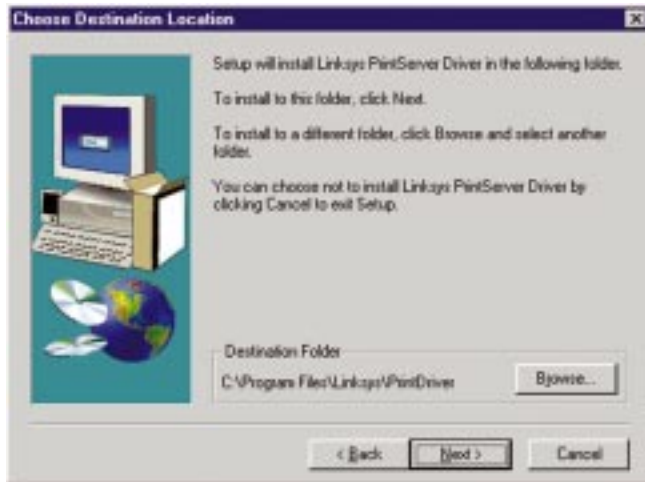 Choose Destination Location
Setup will install Linksys PrintServer Driver in the following folder.
To install to this folder, click Next.
To install to a different folder, click Browse and select another
folder.
You can choose not to install Linksys PrintServer Driver by
clicking Cancel to exit Setup.
Destination Folder
C:\Program Files\Linksys\PrintDriver
Browse...
< Back
Next >
Cancel